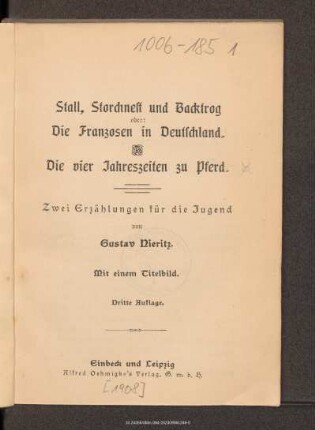 1006-185 1
Stall, Storchnest und Backtrog
oder:
Die Franzosen in Deutschland.
Die vier Jahreszeiten zu Pferd.
Zwei Erzählungen für die Jugend
von
Gustav Nieritz.
Mit einem Titelbild.
Dritte Auflage.
Einbeck und Leipzig
Alfred Oehmigke's Verlag, G. m. b. H.
[1908]